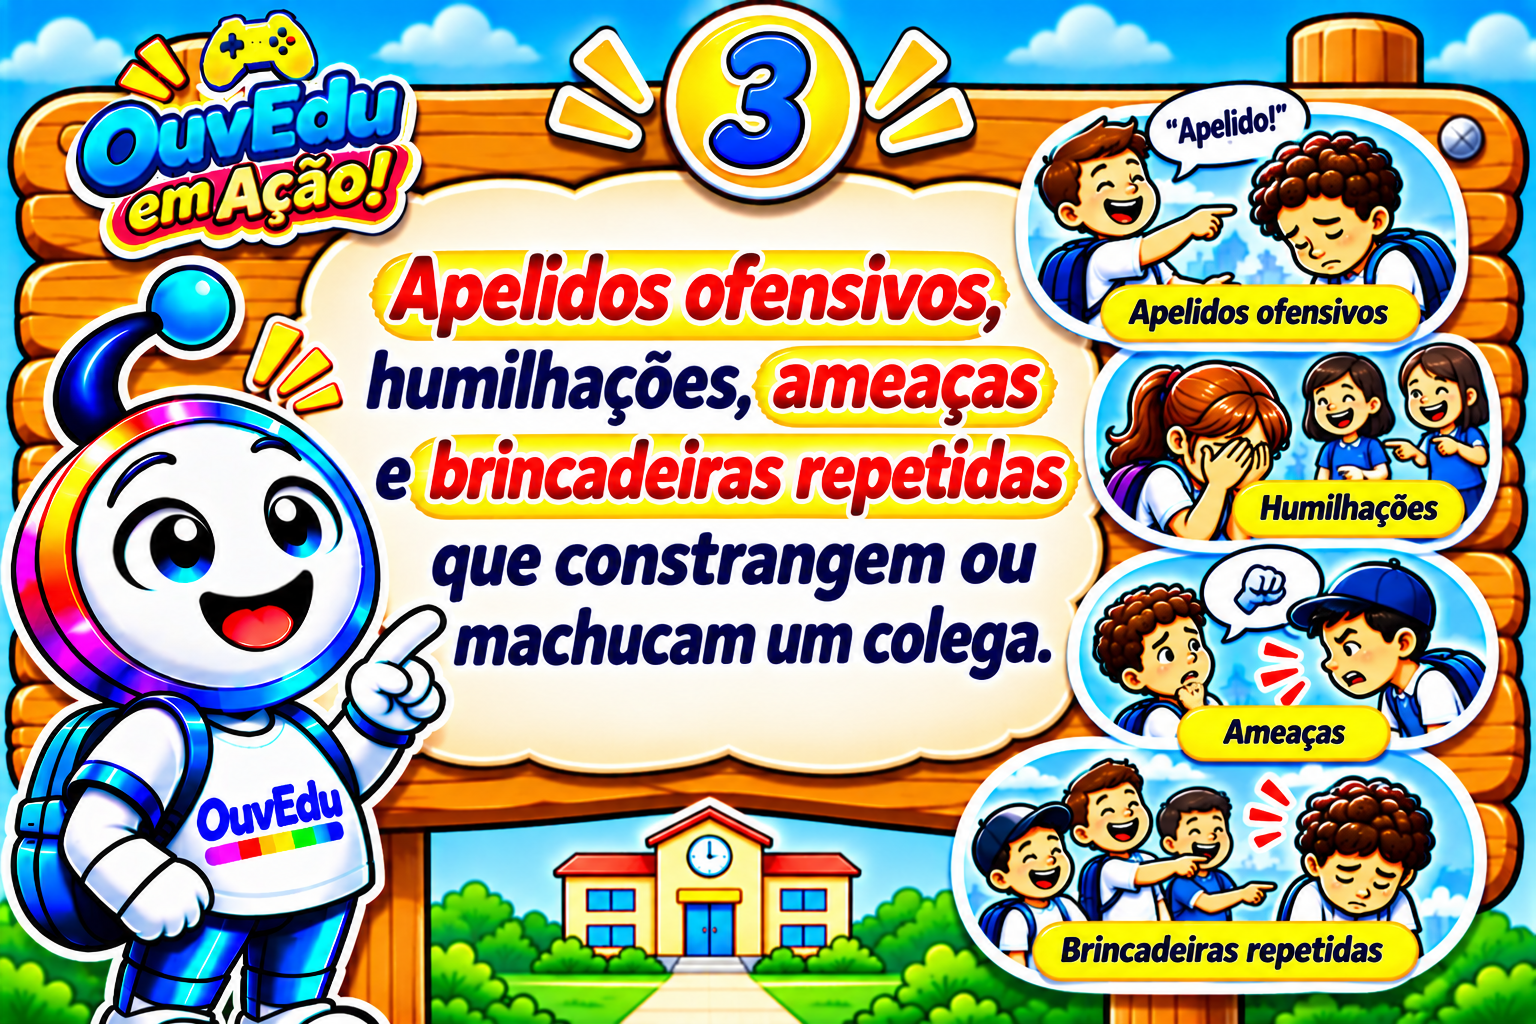 OuvEdu
em Ação!
3
Apelidos ofensivos,
humilhações, ameaças
e brincadeiras repetidas
que constrangem ou
machucam um colega.
"Apelido!"
Apelidos ofensivos
Humilhações
Ameaças
Brincadeiras repetidas
OuvEdu